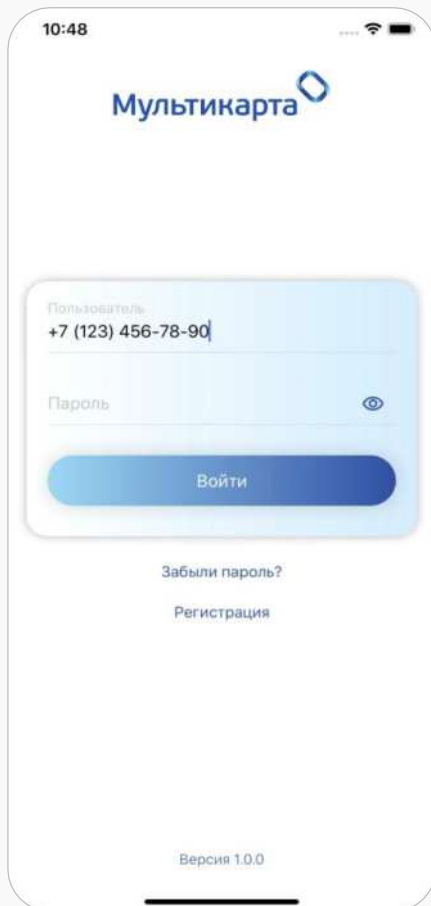 10:48
Мультикарта
Пользователь
+7 (123) 456-78-90
Пароль
Войти
Забыли пароль?
Регистрация
Версия 1.0.0